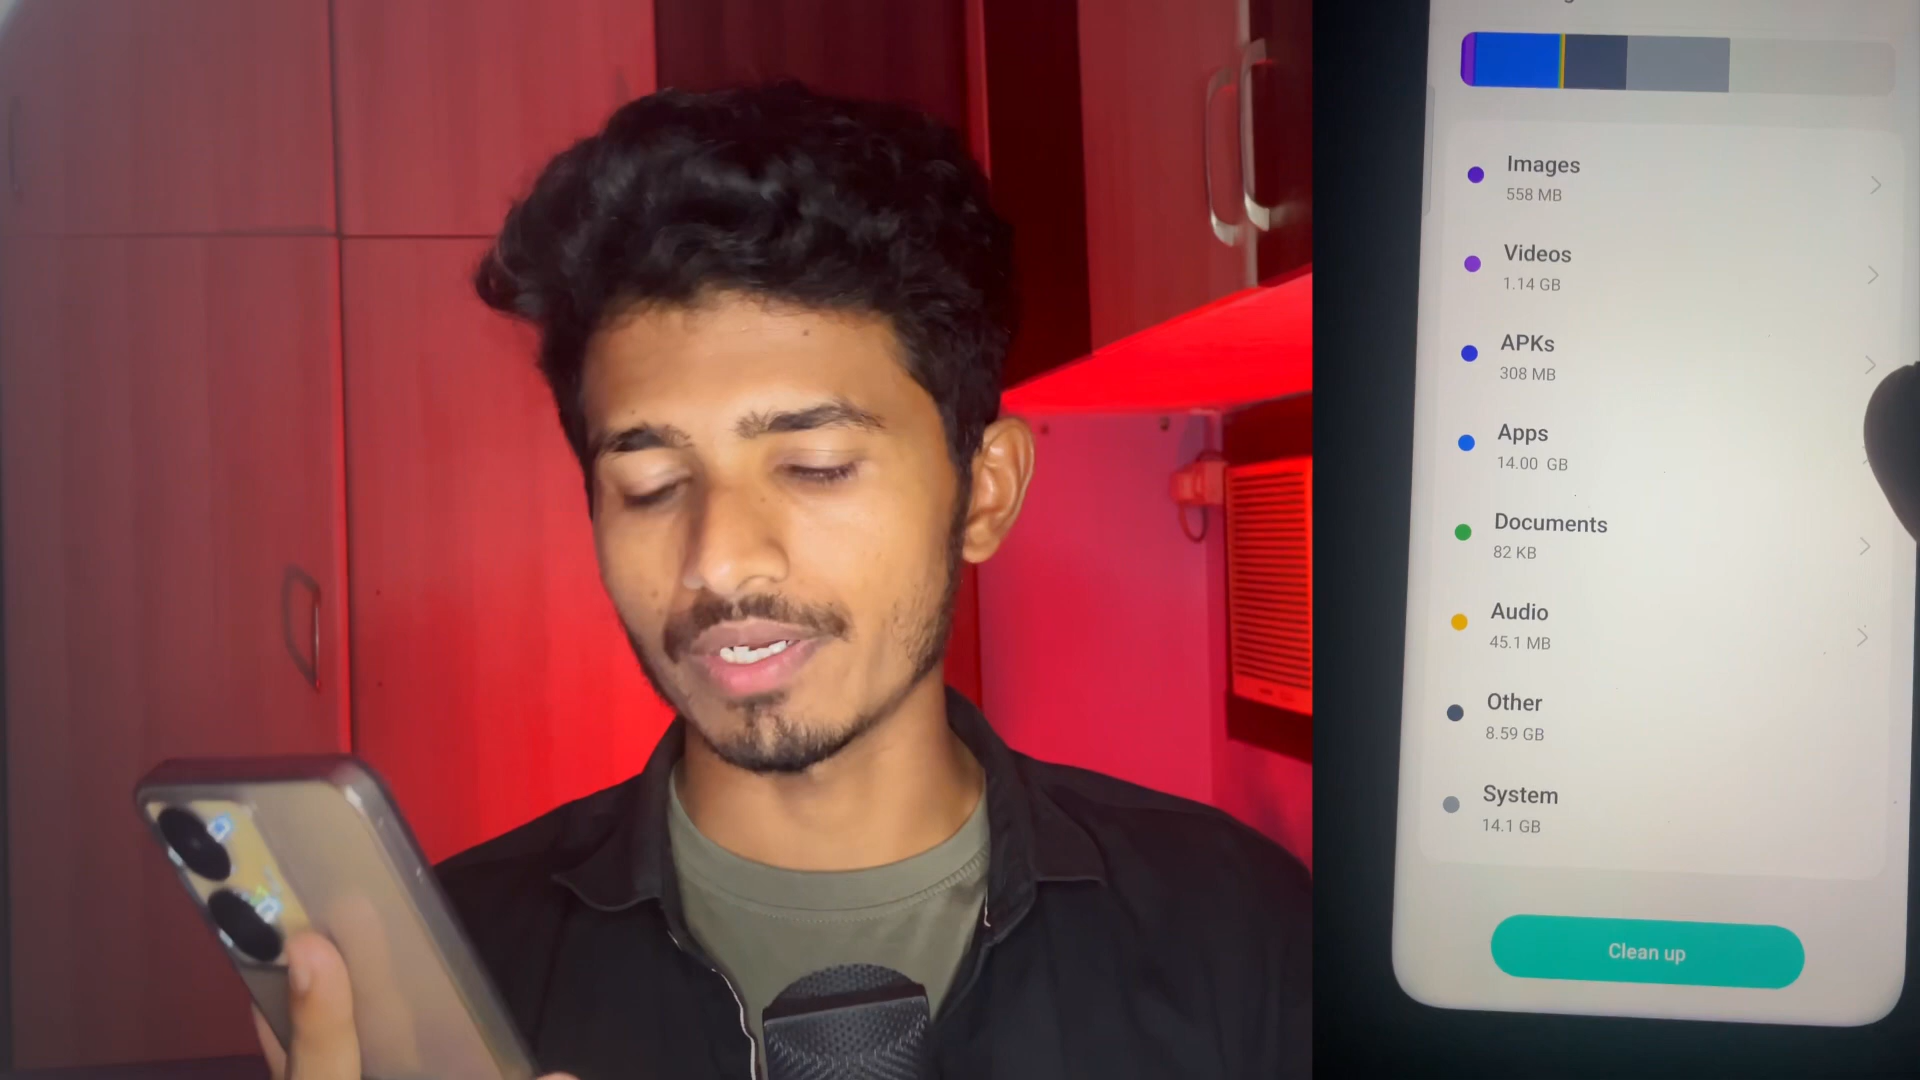 Images
558 MB
Videos
1.14 GB
APKs
308 MB
Apps
14.00 GB
Documents
82 KB
Audio
45.1 MB
Other
8.59 GB
System
14.1 GB
Clean up